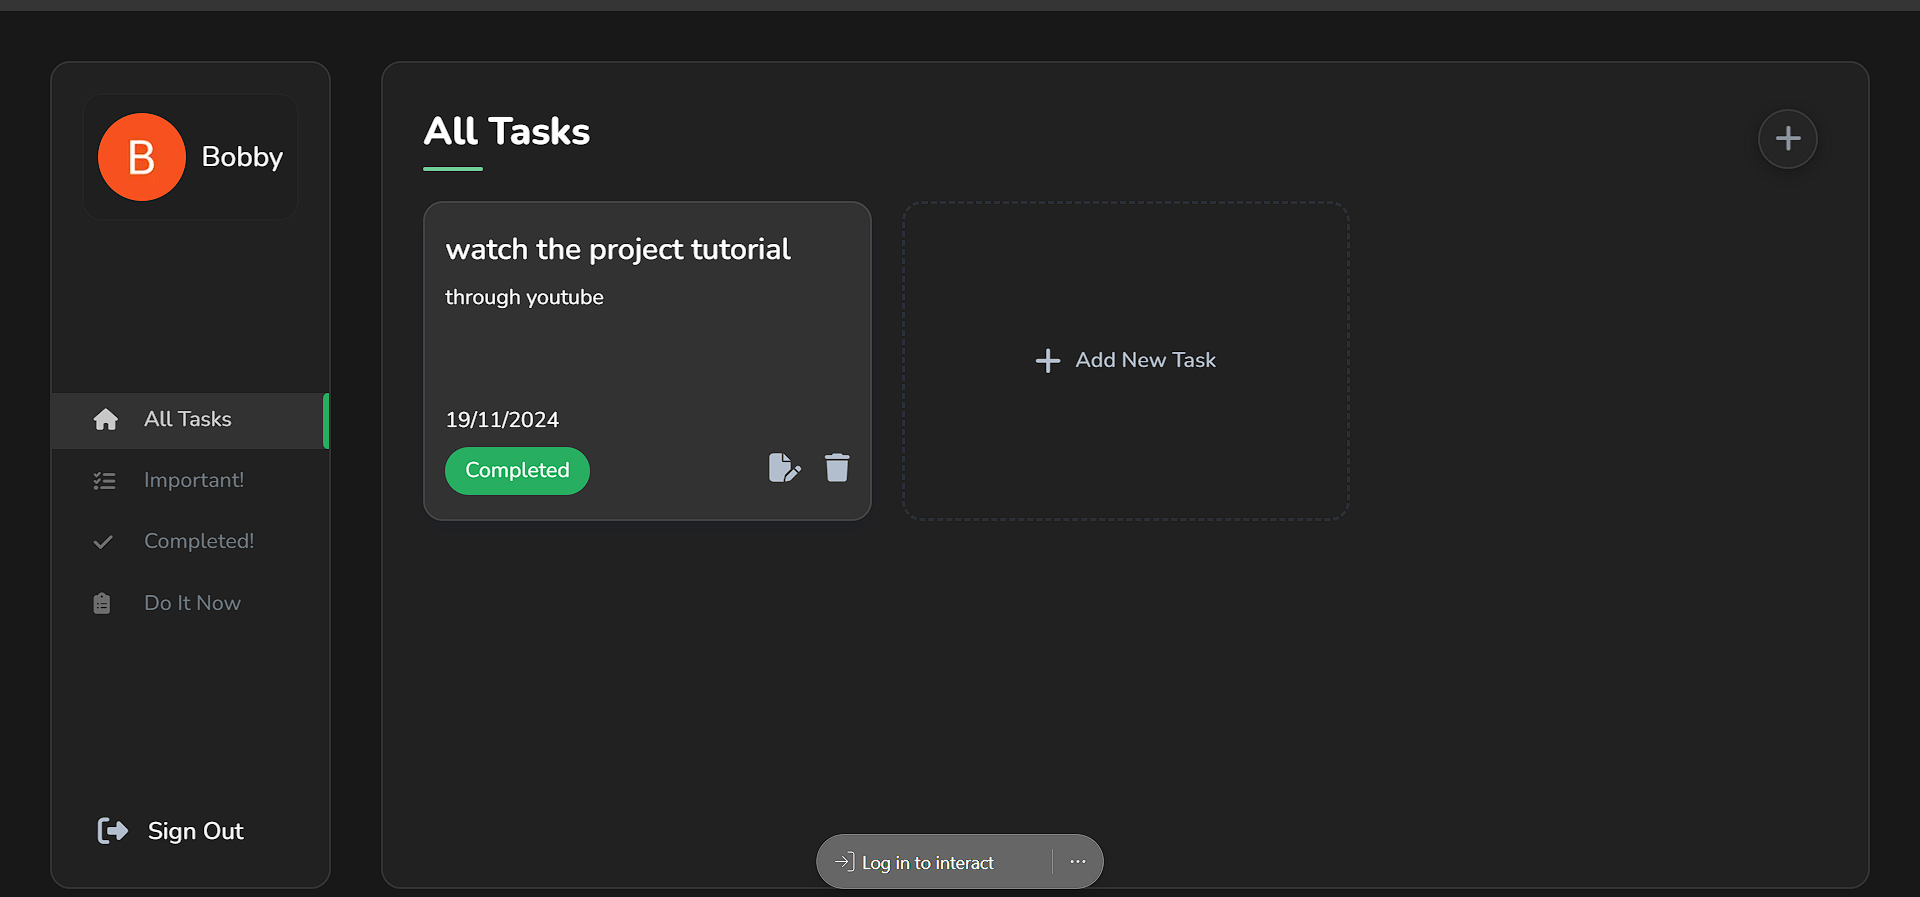 B
Bobby
All Tasks
Important!
Completed!
Do It Now
Sign Out
All Tasks
watch the project tutorial
through youtube
19/11/2024
Completed
Add New Task
Log in to interact